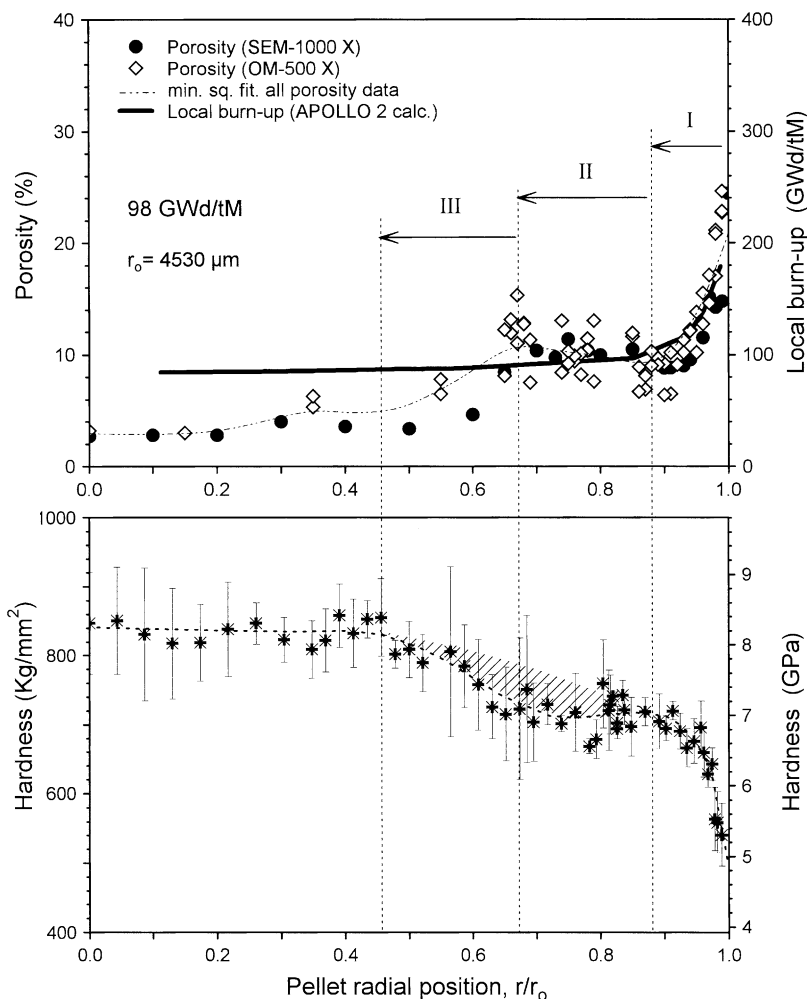 40
400
Porosity (SEM-1000 X)
Porosity (OM-500 X)
min. sq. fit. all porosity data
Local burn-up (APOLLO 2 calc.)
30
300
I
II
III
98 GWd/tM
r₀= 4530 µm
20
200
10
100
0
0
Porosity (%)
Local burn-up (GWd/tM)
0.0 0.2 0.4 0.6 0.8 1.0
1000
800
600
400
9
8
7
6
5
4
Hardness (Kg/mm²)
Hardness (GPa)
0.0 0.2 0.4 0.6 0.8 1.0
Pellet radial position, r/r₀